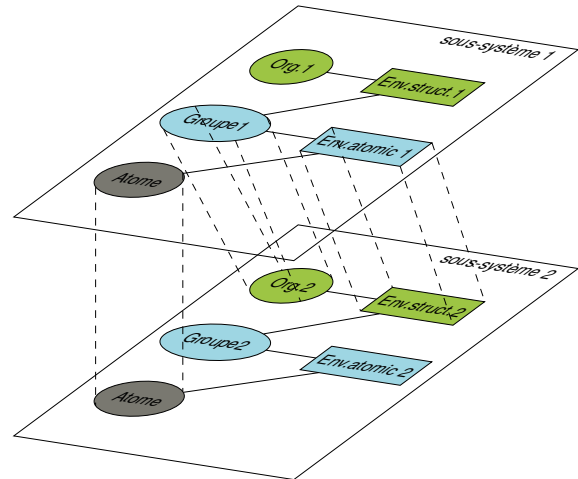 sous-système 1
Org.1
Env.struct.1
Groupe1
Env.atomic 1
Atome
sous-système 2
Org.2
Env.struct.2
Groupe2
Env.atomic 2
Atome